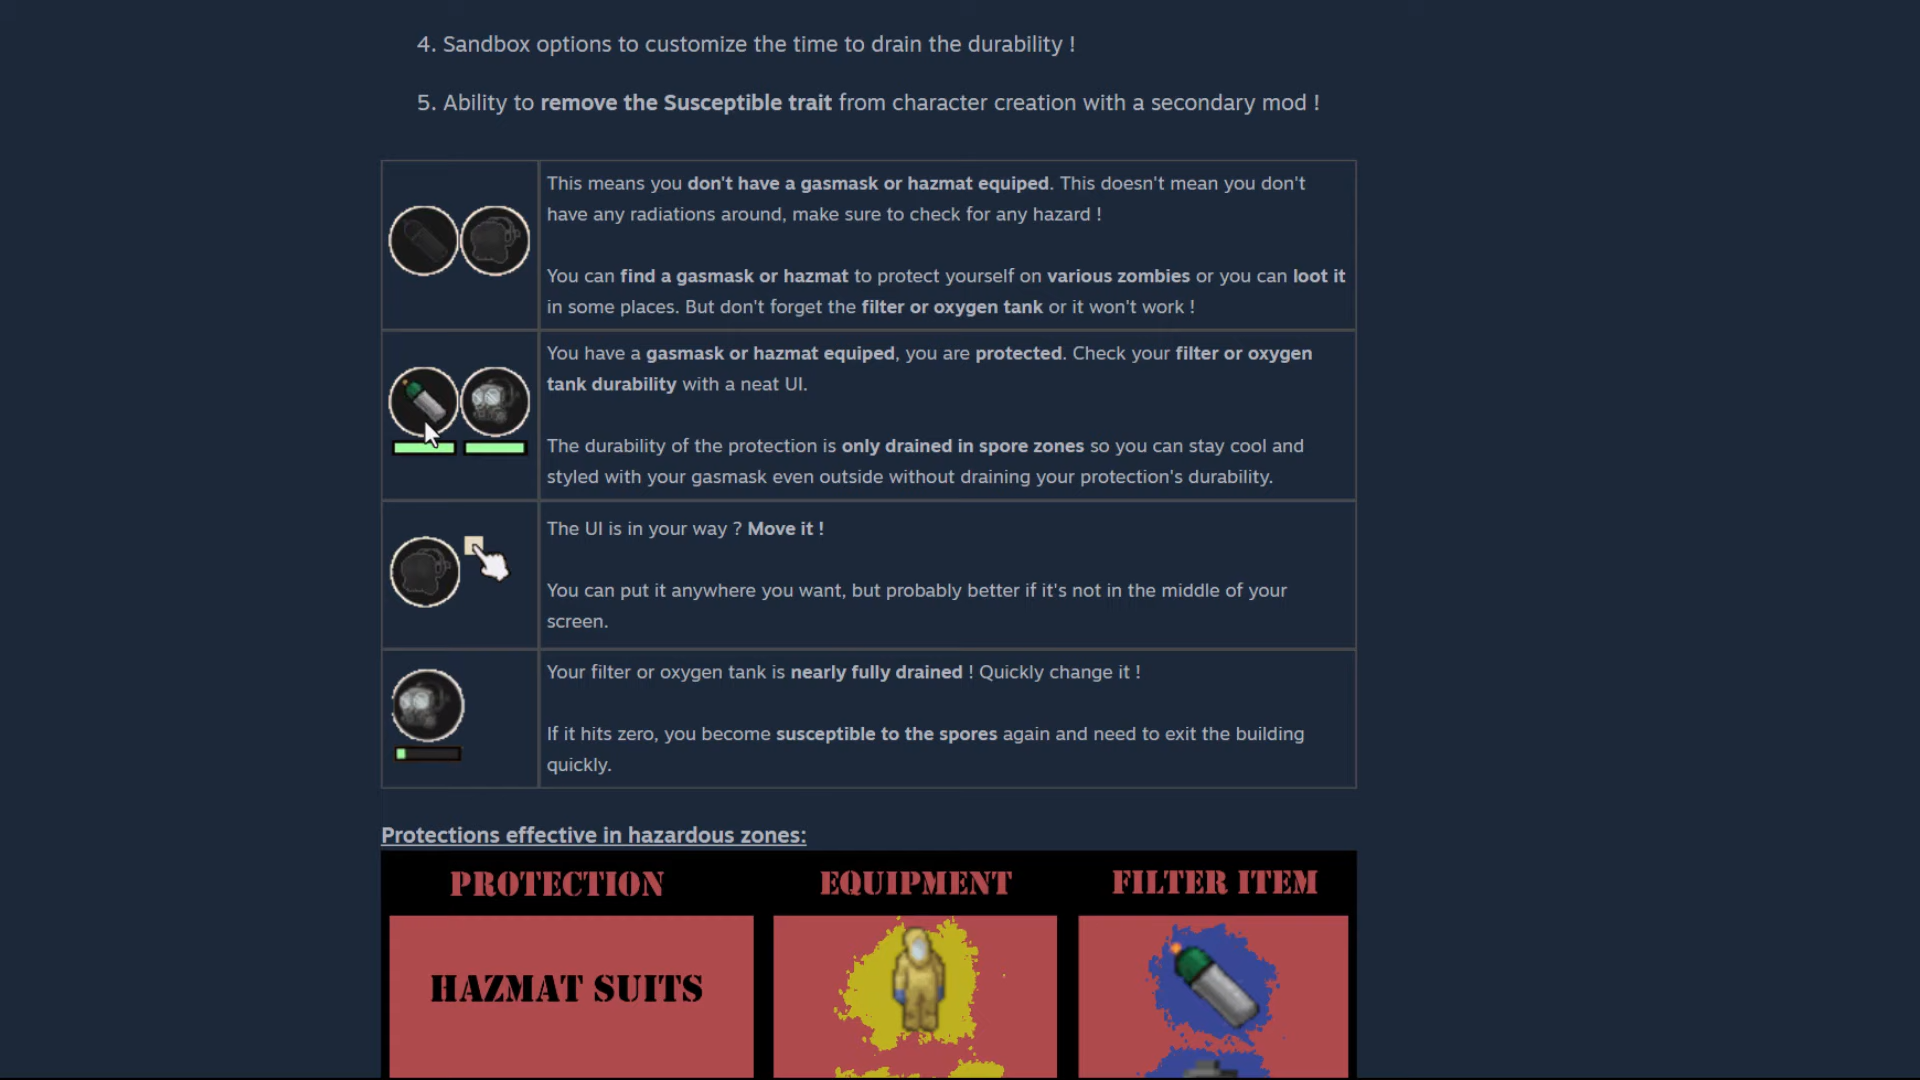 4. Sandbox options to customize the time to drain the durability !
5. Ability to remove the Susceptible trait from character creation with a secondary mod !
This means you don't have a gasmask or hazmat equiped. This doesn't mean you don't
have any radiations around, make sure to check for any hazard !
You can find a gasmask or hazmat to protect yourself on various zombies or you can loot it
in some places. But don't forget the filter or oxygen tank or it won't work !
You have a gasmask or hazmat equiped, you are protected. Check your filter or oxygen
tank durability with a neat UI.
The durability of the protection is only drained in spore zones so you can stay cool and
styled with your gasmask even outside without draining your protection's durability.
The UI is in your way ? Move it !
You can put it anywhere you want, but probably better if it's not in the middle of your
screen.
Your filter or oxygen tank is nearly fully drained ! Quickly change it !
If it hits zero, you become susceptible to the spores again and need to exit the building
quickly.
Protections effective in hazardous zones:
PROTECTION EQUIPMENT FILTER ITEM
HAZMAT SUITS